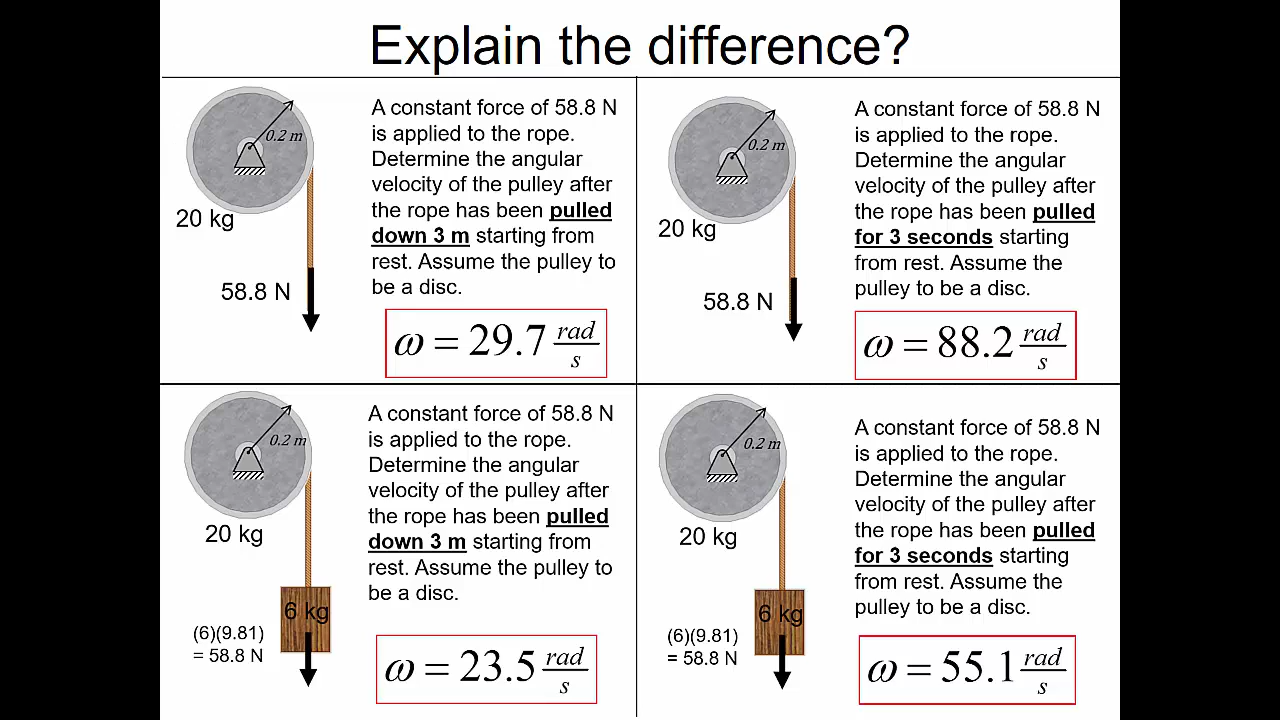 Explain the difference?
0.2 m
20 kg
58.8 N
A constant force of 58.8 N
is applied to the rope.
Determine the angular
velocity of the pulley after
the rope has been pulled
down 3 m starting from
rest. Assume the pulley to
be a disc.
ω = 29.7 rad/s
0.2 m
20 kg
58.8 N
A constant force of 58.8 N
is applied to the rope.
Determine the angular
velocity of the pulley after
the rope has been pulled
for 3 seconds starting
from rest. Assume the
pulley to be a disc.
ω = 88.2 rad/s
0.2 m
20 kg
6 kg
(6)(9.81)
= 58.8 N
A constant force of 58.8 N
is applied to the rope.
Determine the angular
velocity of the pulley after
the rope has been pulled
down 3 m starting from
rest. Assume the pulley to
be a disc.
ω = 23.5 rad/s
0.2 m
20 kg
6 kg
(6)(9.81)
= 58.8 N
A constant force of 58.8 N
is applied to the rope.
Determine the angular
velocity of the pulley after
the rope has been pulled
for 3 seconds starting
from rest. Assume the
pulley to be a disc.
ω = 55.1 rad/s